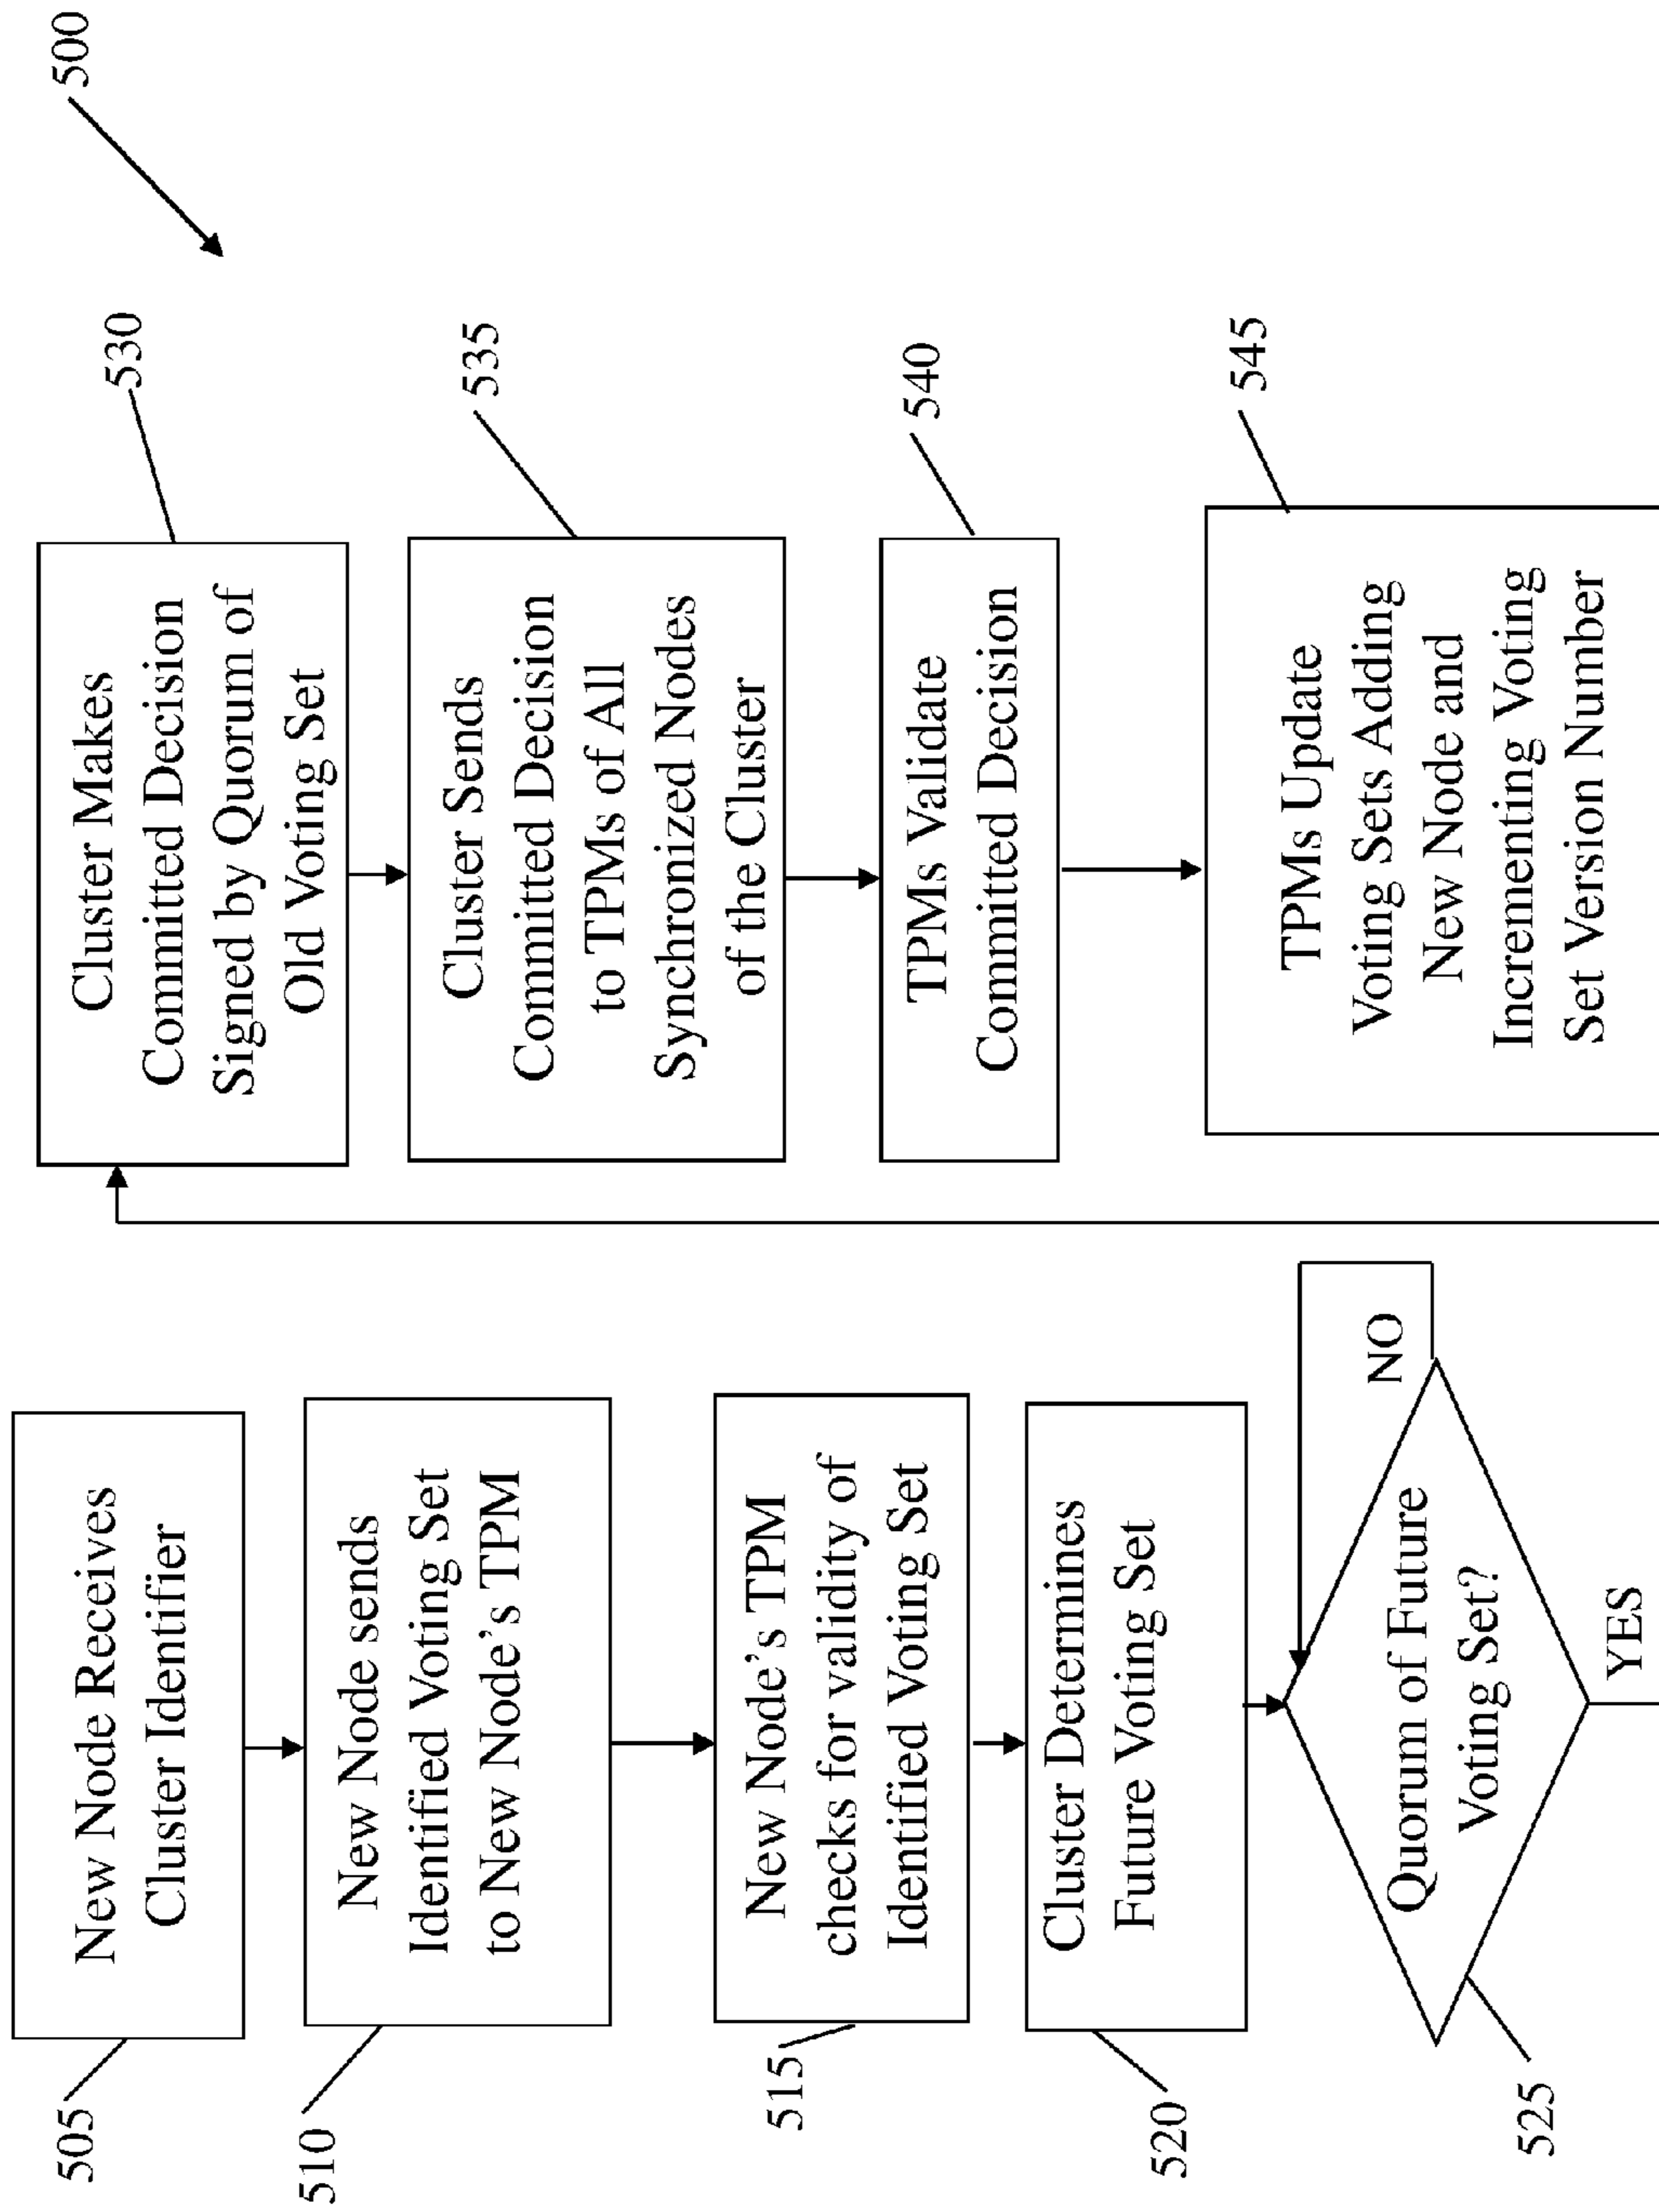 500
505
New Node Receives
Cluster Identifier
510
New Node sends
Identified Voting Set
to New Node's TPM
515
New Node's TPM
checks for validity of
Identified Voting Set
520
Cluster Determines
Future Voting Set
525
Quorum of Future
Voting Set?
NO
YES
530
Cluster Makes
Committed Decision
Signed by Quorum of
Old Voting Set
535
Cluster Sends
Committed Decision
to TPMs of All
Synchronized Nodes
of the Cluster
540
TPMs Validate
Committed Decision
545
TPMs Update
Voting Sets Adding
New Node and
Incrementing Voting
Set Version Number